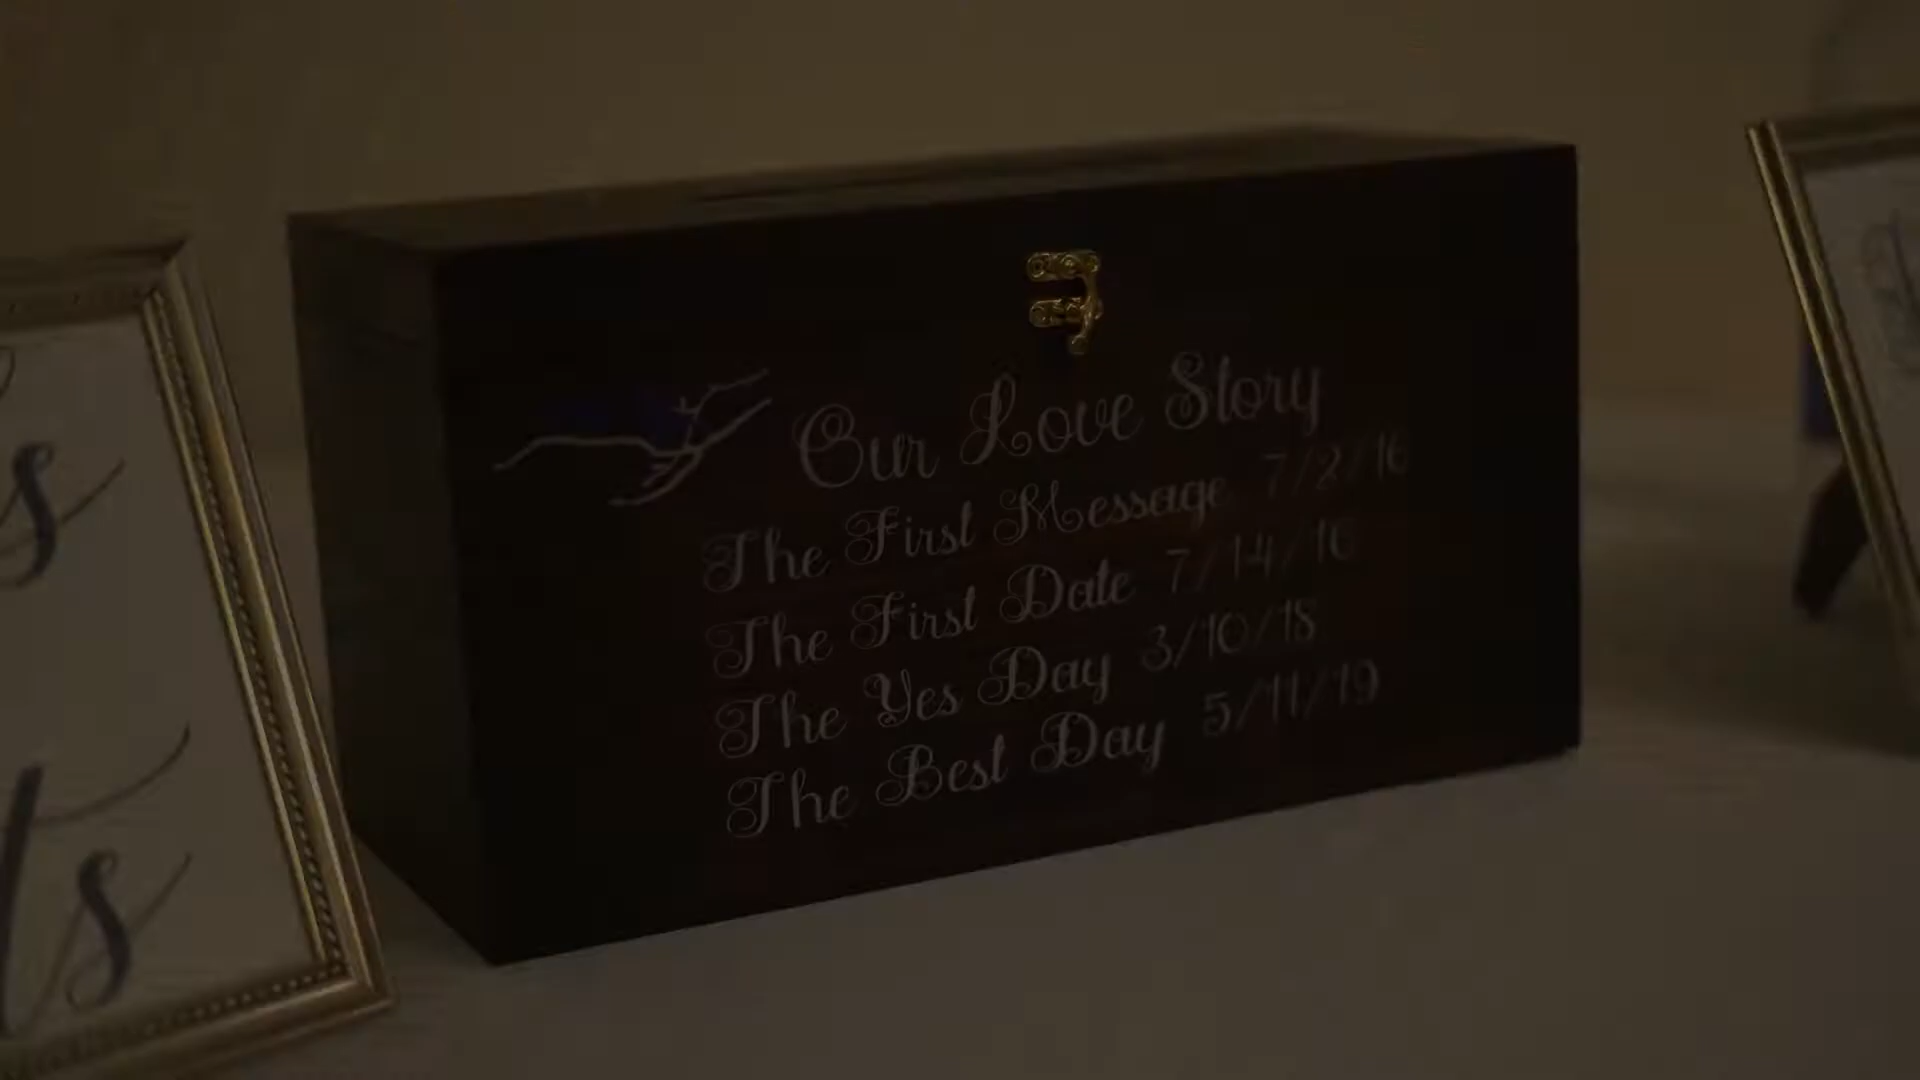 Our Love Story
The First Message 7/2/16
The First Date 7/14/16
The Yes Day 3/10/18
The Best Day 5/11/19